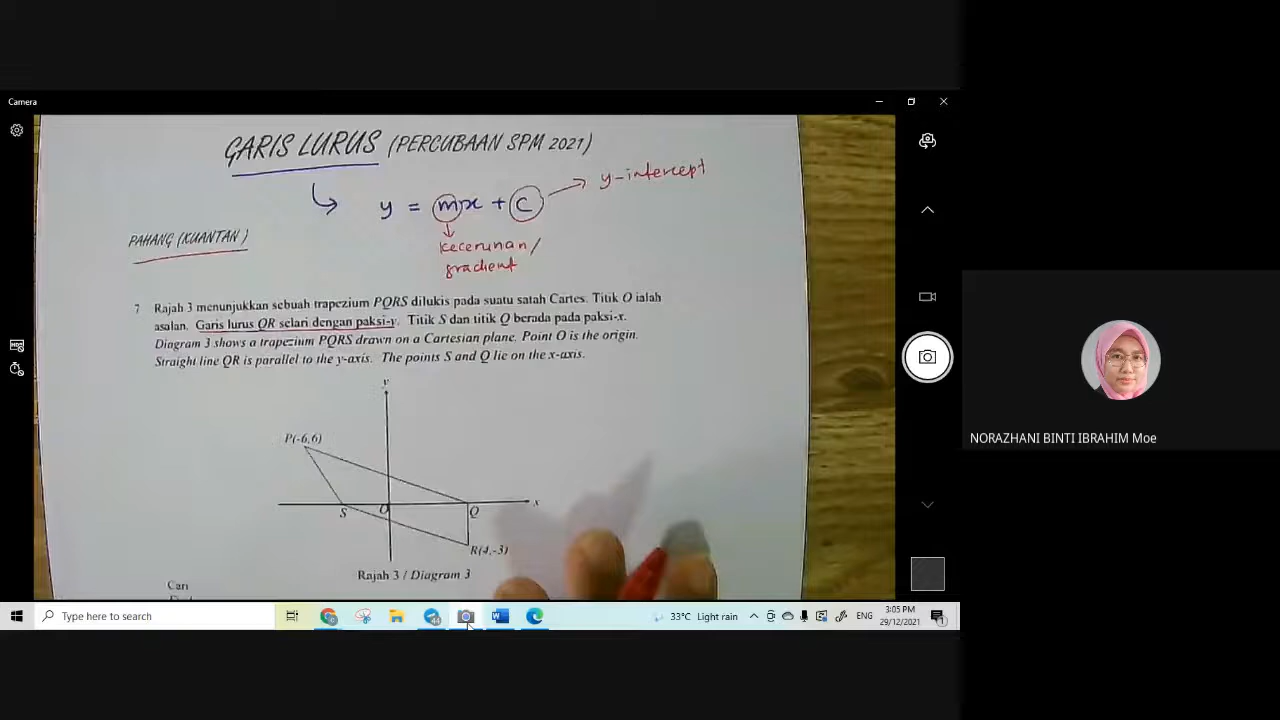 Camera
GARIS LURUS (PERCUBAAN SPM 2021)
y = mx + c
y-intercept
kecerunan/
gradient
PAHANG (KUANTAN)
7 Rajah 3 menunjukkan sebuah trapezium PQRS dilukis pada suatu satah Cartes. Titik O ialah
asalan. Garis lurus QR selari dengan paksi-y. Titik S dan titik Q berada pada paksi-x.
Diagram 3 shows a trapezium PQRS drawn on a Cartesian plane. Point O is the origin.
Straight line QR is parallel to the y-axis. The points S and Q lie on the x-axis.
y
P(-6,6)
x
S
O
Q
R(4,-3)
Rajah 3 / Diagram 3
Cari
NORAZHANI BINTI IBRAHIM Moe
Type here to search
33°C Light rain
ENG
3:05 PM
29/12/2021